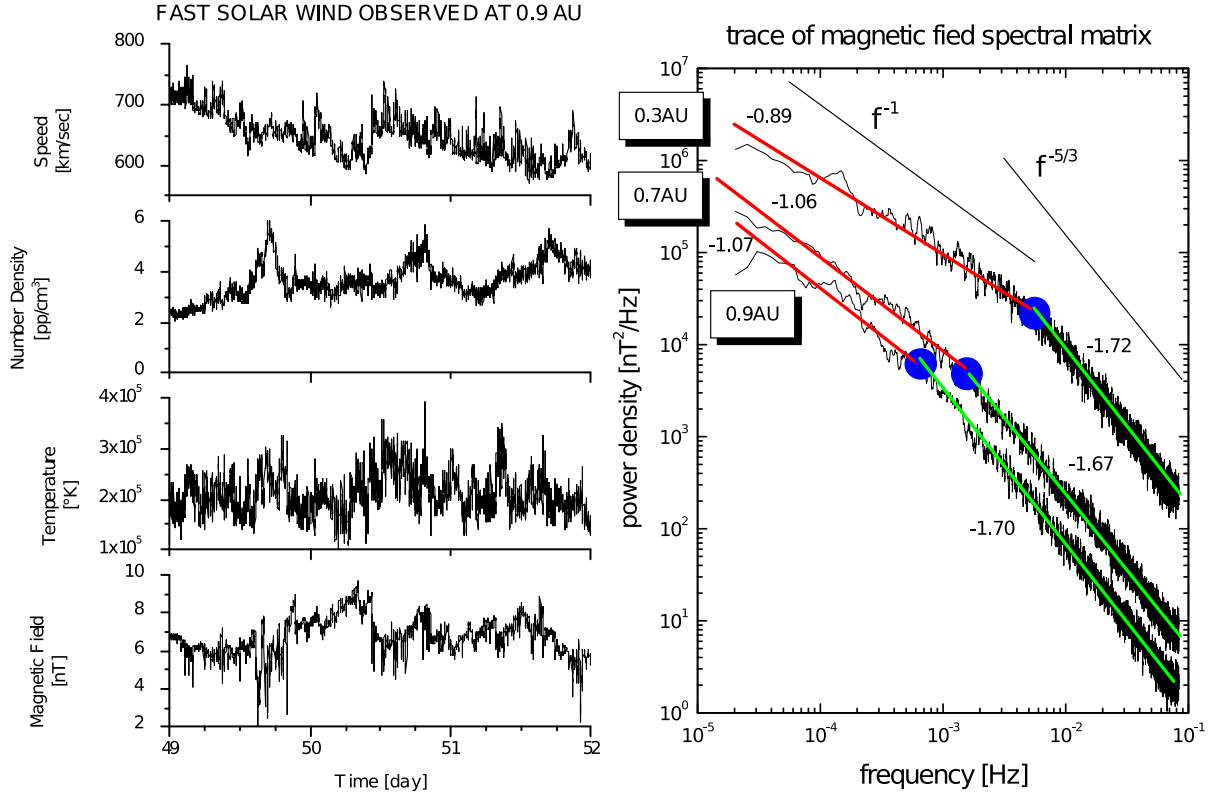 FAST SOLAR WIND OBSERVED AT 0.9 AU
800
700
600
Speed
[km/sec]
6
4
2
0
Number Density
[pp/cm³]
4x10⁵
3x10⁵
2x10⁵
1x10⁵
Temperature
[°K]
10
8
6
4
2
Magnetic Field
[nT]
49
50
51
52
Time [day]
trace of magnetic fied spectral matrix
10⁷
10⁶
10⁵
10⁴
10³
10²
10¹
10⁰
power density [nT²/Hz]
0.3AU
0.7AU
0.9AU
-0.89
-1.06
-1.07
f⁻¹
f⁻⁵/³
-1.72
-1.67
-1.70
10⁻⁵
10⁻⁴
10⁻³
10⁻²
10⁻¹
frequency [Hz]